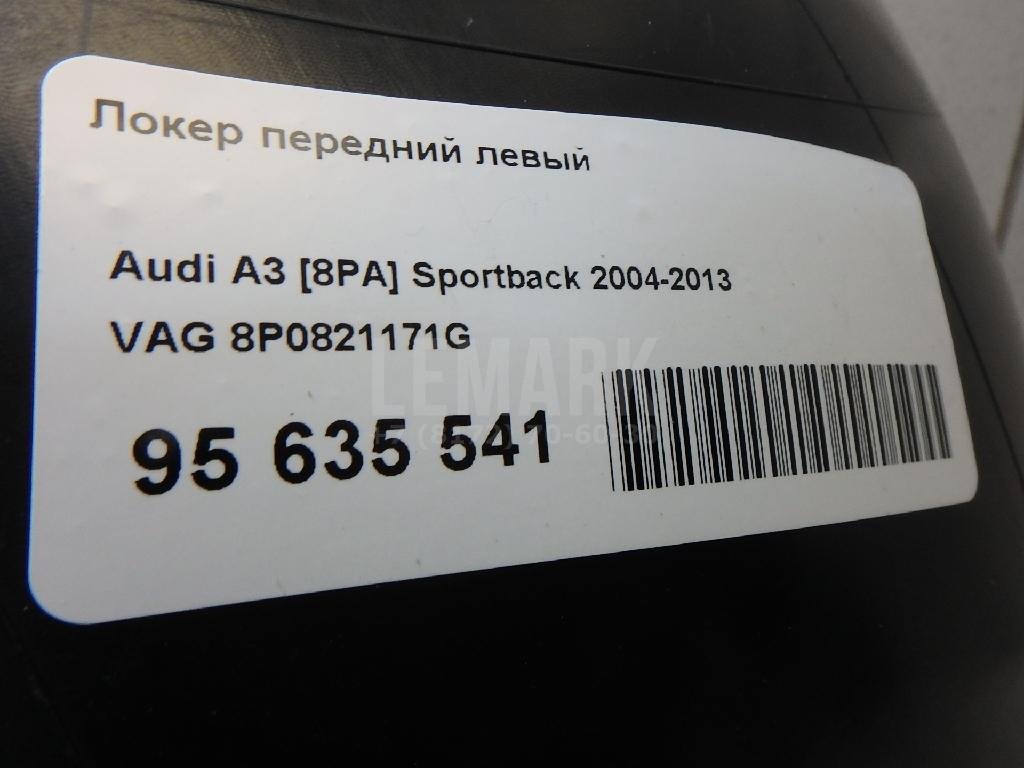 Локер передний левый
Audi A3 [8PA] Sportback 2004-2013
VAG 8P0821171G
LEMARK
95 635 541